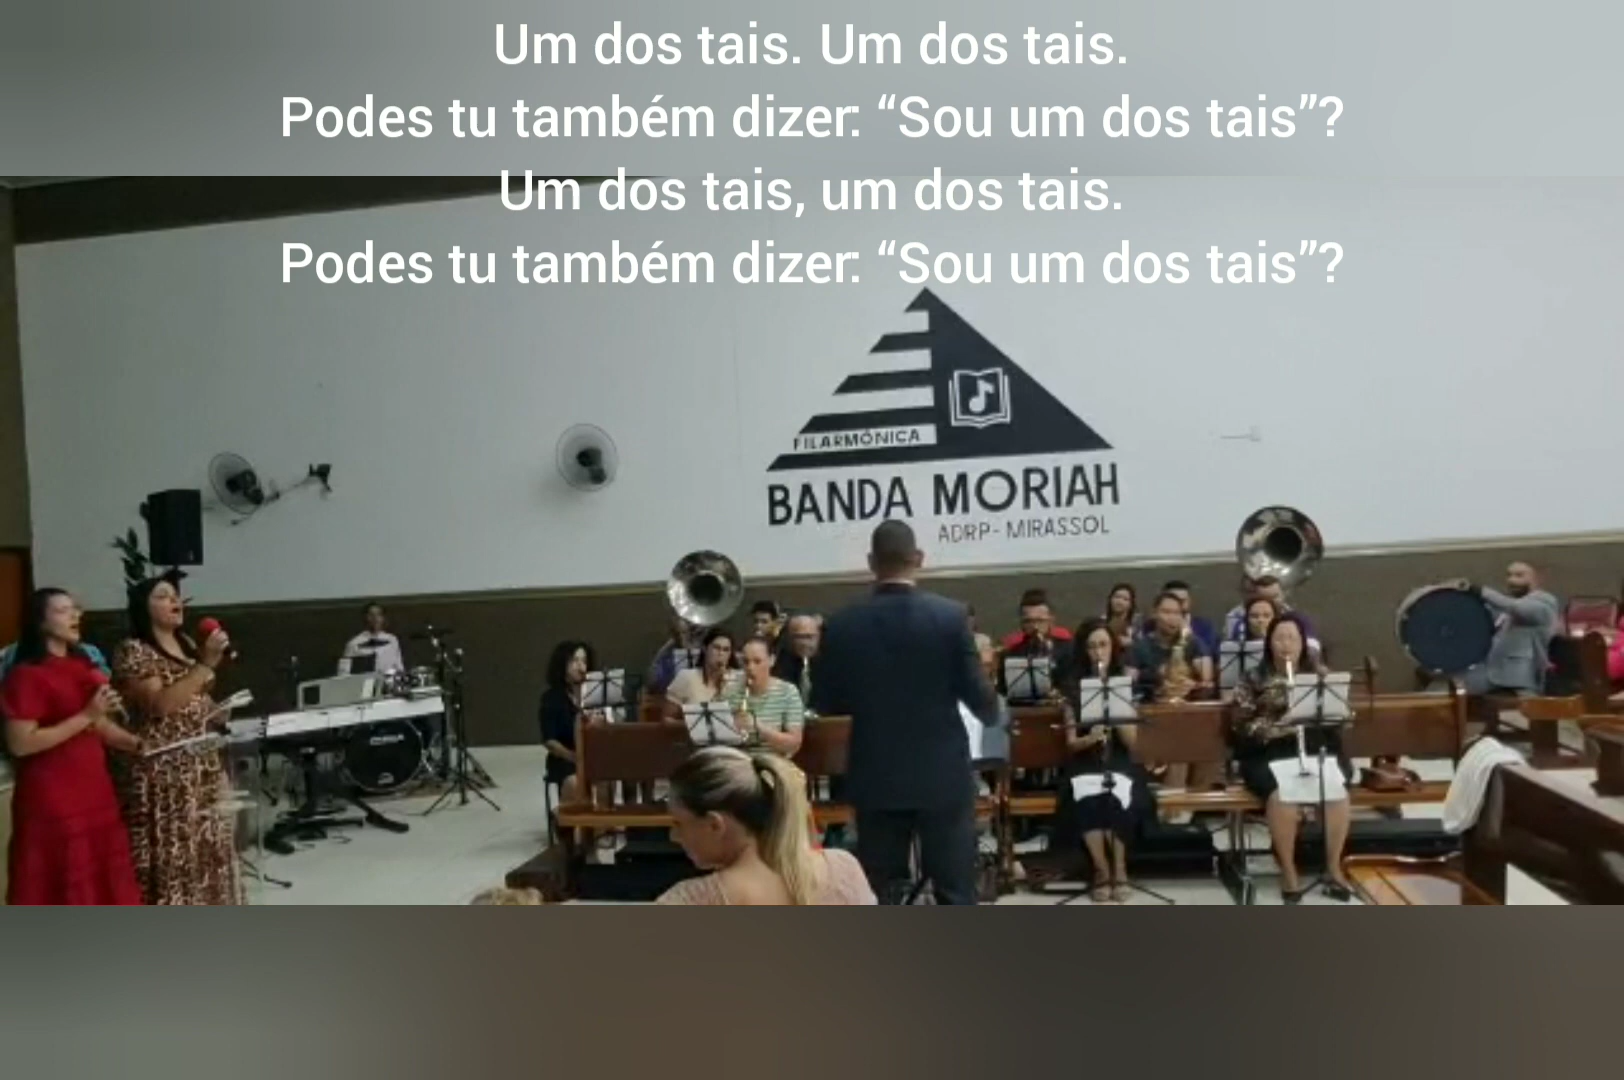 Um dos tais. Um dos tais.
Podes tu também dizer: “Sou um dos tais”?
Um dos tais, um dos tais.
Podes tu também dizer: “Sou um dos tais”?
FILARMÔNICA
BANDA MORIAH
ADRP - MIRASSOL